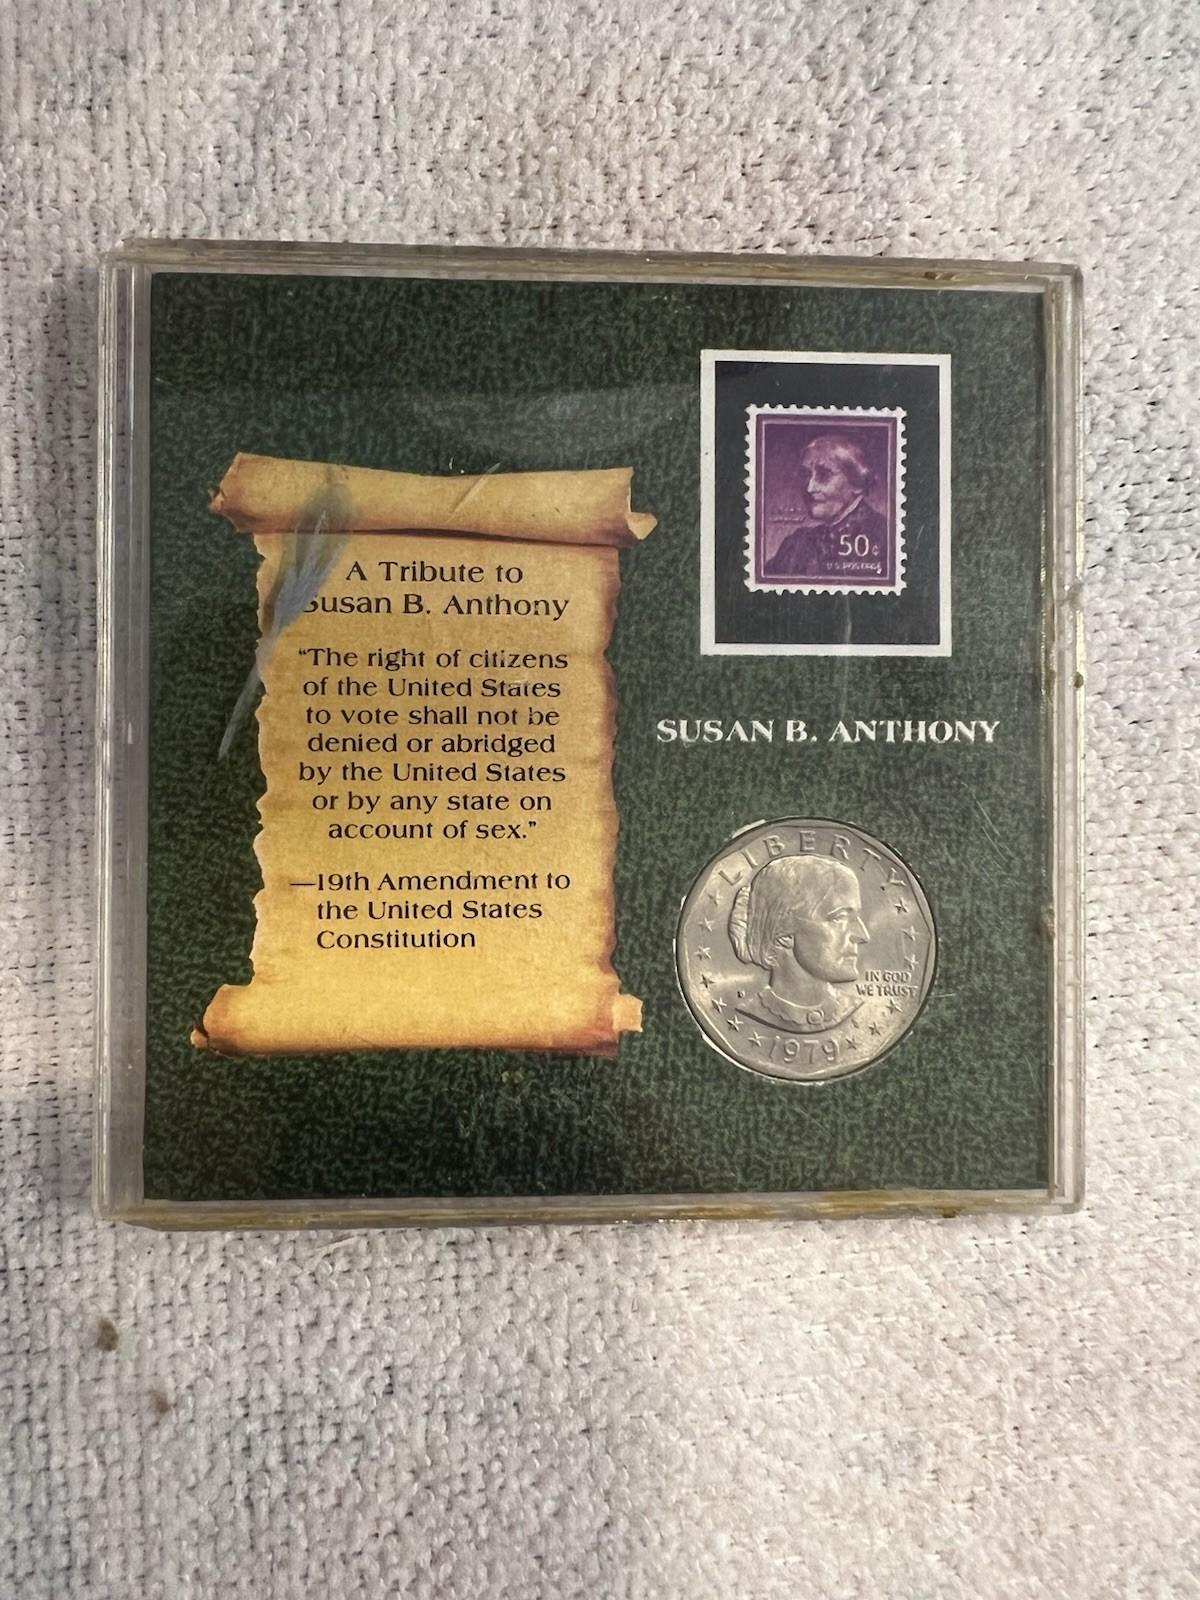 A Tribute to
Susan B. Anthony
“The right of citizens
of the United States
to vote shall not be
denied or abridged
by the United States
or by any state on
account of sex.”
—19th Amendment to
the United States
Constitution
50¢
U.S. POSTAGE
SUSAN B. ANTHONY
LIBERTY
IN GOD
WE TRUST
1979